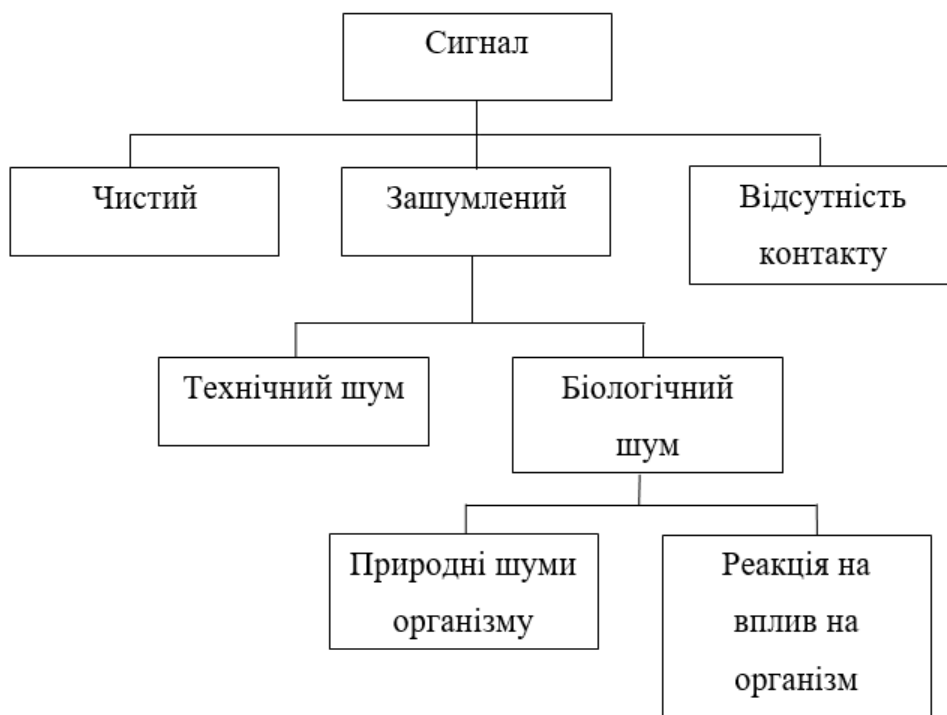 Сигнал
Чистий
Зашумлений
Відсутність
контакту
Технічний шум
Біологічний
шум
Природні шуми
організму
Реакція на
вплив на
організм